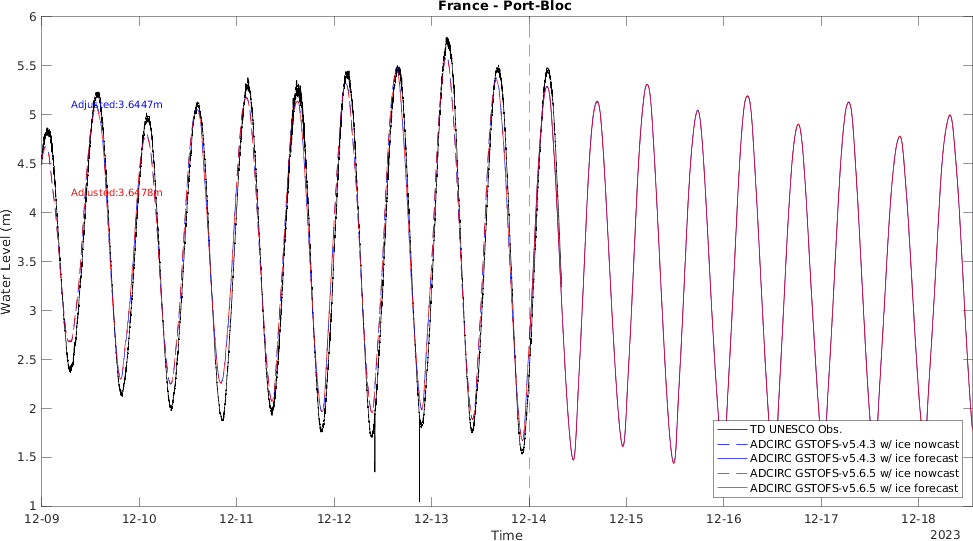 France - Port-Bloc
6
5.5
5
4.5
4
3.5
3
2.5
2
1.5
1
Water Level (m)
Adjusted:3.6447m
Adjusted:3.6478m
TD UNESCO Obs.
ADCIRC GSTOFS-v5.4.3 w/ ice nowcast
ADCIRC GSTOFS-v5.4.3 w/ ice forecast
ADCIRC GSTOFS-v5.6.5 w/ ice nowcast
ADCIRC GSTOFS-v5.6.5 w/ ice forecast
12-09 12-10 12-11 12-12 12-13 12-14 12-15 12-16 12-17 12-18
Time
2023